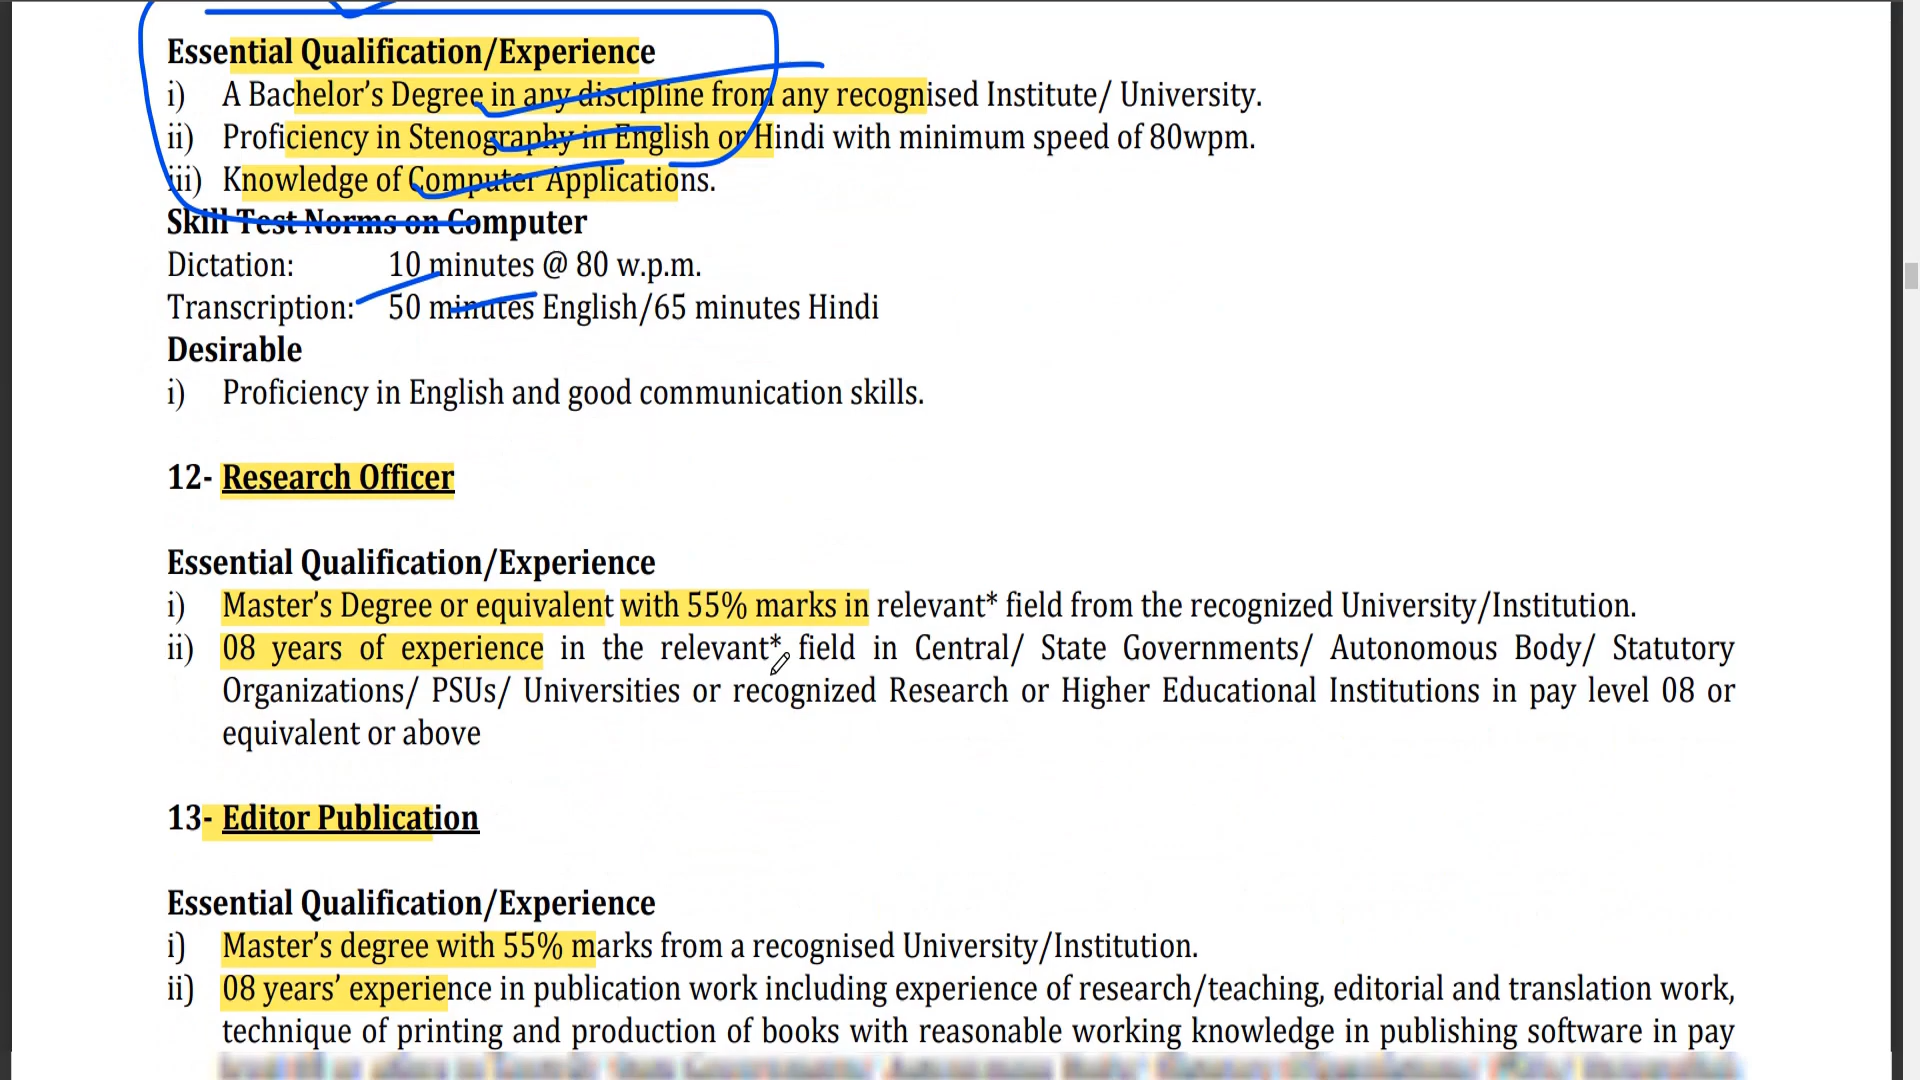 Essential Qualification/Experience
i) A Bachelor's Degree in any discipline from any recognised Institute/ University.
ii) Proficiency in Stenography in English or Hindi with minimum speed of 80wpm.
iii) Knowledge of Computer Applications.
Skill Test Norms on Computer
Dictation: 10 minutes @ 80 w.p.m.
Transcription: 50 minutes English/65 minutes Hindi
Desirable
i) Proficiency in English and good communication skills.
12- Research Officer
Essential Qualification/Experience
i) Master's Degree or equivalent with 55% marks in relevant* field from the recognized University/Institution.
ii) 08 years of experience in the relevant* field in Central/ State Governments/ Autonomous Body/ Statutory
Organizations/ PSUs/ Universities or recognized Research or Higher Educational Institutions in pay level 08 or
equivalent or above
13- Editor Publication
Essential Qualification/Experience
i) Master's degree with 55% marks from a recognised University/Institution.
ii) 08 years' experience in publication work including experience of research/teaching, editorial and translation work,
technique of printing and production of books with reasonable working knowledge in publishing software in pay